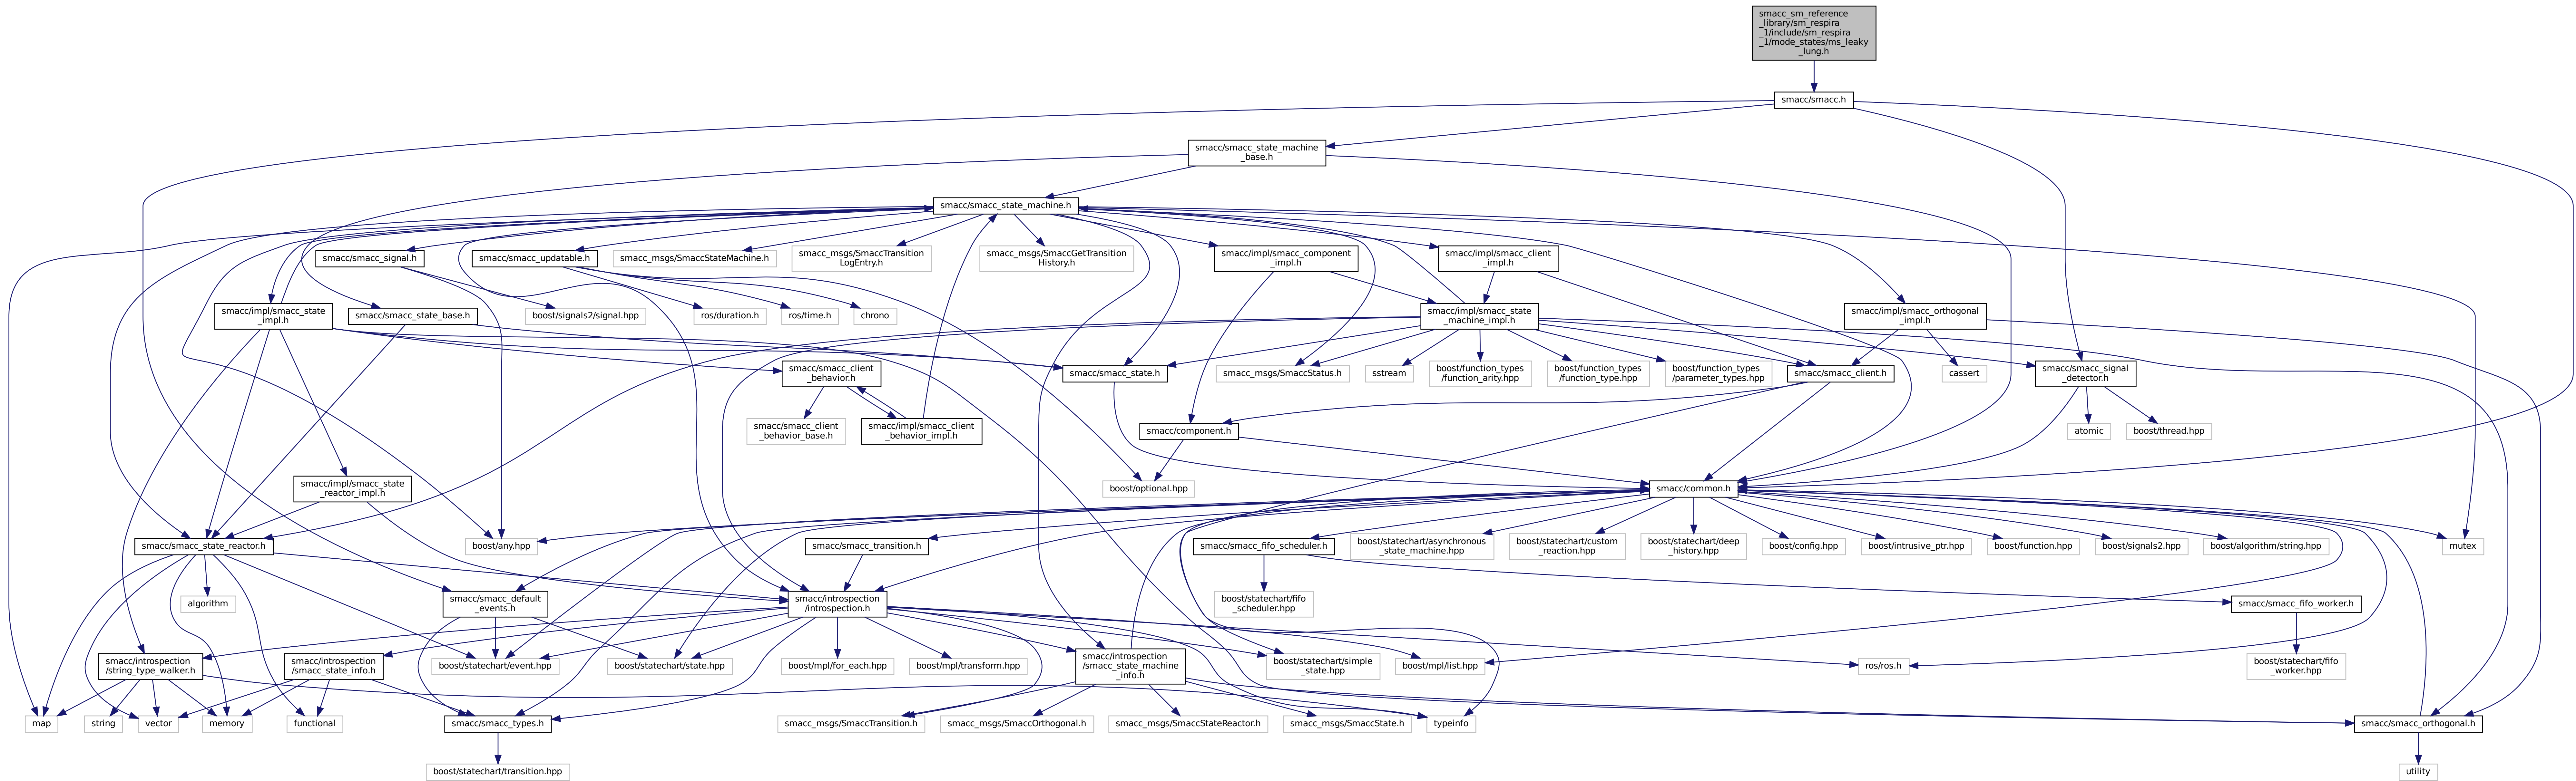 smacc_sm_reference
_library/sm_respira
_1/include/sm_respira
_1/mode_states/ms_leaky
_lung.h
smacc/smacc.h
smacc/smacc_state_machine
_base.h
smacc/smacc_state_machine.h
smacc/smacc_signal.h
smacc/smacc_updatable.h
smacc_msgs/SmaccStateMachine.h
smacc_msgs/SmaccTransition
LogEntry.h
smacc_msgs/SmaccGetTransition
History.h
smacc/impl/smacc_component
_impl.h
smacc/impl/smacc_client
_impl.h
smacc/impl/smacc_state
_impl.h
smacc/smacc_state_base.h
boost/signals2/signal.hpp
ros/duration.h
ros/time.h
chrono
smacc/impl/smacc_state
_machine_impl.h
smacc/impl/smacc_orthogonal
_impl.h
smacc/smacc_client
_behavior.h
smacc/smacc_state.h
smacc_msgs/SmaccStatus.h
sstream
boost/function_types
/function_arity.hpp
boost/function_types
/function_type.hpp
boost/function_types
/parameter_types.hpp
smacc/smacc_client.h
cassert
smacc/smacc_signal
_detector.h
smacc/smacc_client
_behavior_base.h
smacc/impl/smacc_client
_behavior_impl.h
smacc/component.h
atomic
boost/thread.hpp
smacc/impl/smacc_state
_reactor_impl.h
boost/optional.hpp
smacc/common.h
smacc/smacc_state_reactor.h
boost/any.hpp
smacc/smacc_transition.h
smacc/smacc_fifo_scheduler.h
boost/statechart/asynchronous
_state_machine.hpp
boost/statechart/custom
_reaction.hpp
boost/statechart/deep
_history.hpp
boost/config.hpp
boost/intrusive_ptr.hpp
boost/function.hpp
boost/signals2.hpp
boost/algorithm/string.hpp
mutex
algorithm
smacc/smacc_default
_events.h
smacc/introspection
/introspection.h
boost/statechart/fifo
_scheduler.hpp
smacc/smacc_fifo_worker.h
smacc/introspection
/string_type_walker.h
smacc/introspection
/smacc_state_info.h
boost/statechart/event.hpp
boost/statechart/state.hpp
boost/mpl/for_each.hpp
boost/mpl/transform.hpp
smacc/introspection
/smacc_state_machine
_info.h
boost/statechart/simple
_state.hpp
boost/mpl/list.hpp
ros/ros.h
boost/statechart/fifo
_worker.hpp
map
string
vector
memory
functional
smacc/smacc_types.h
smacc_msgs/SmaccTransition.h
smacc_msgs/SmaccOrthogonal.h
smacc_msgs/SmaccStateReactor.h
smacc_msgs/SmaccState.h
typeinfo
smacc/smacc_orthogonal.h
boost/statechart/transition.hpp
utility